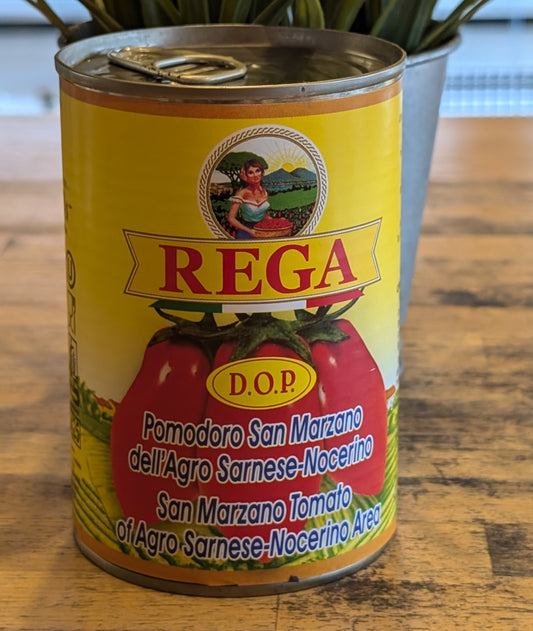 REGA
D.O.P.
Pomodoro San Marzano
dell'Agro Sarnese-Nocerino
San Marzano Tomato
of Agro Sarnese-Nocerino Area